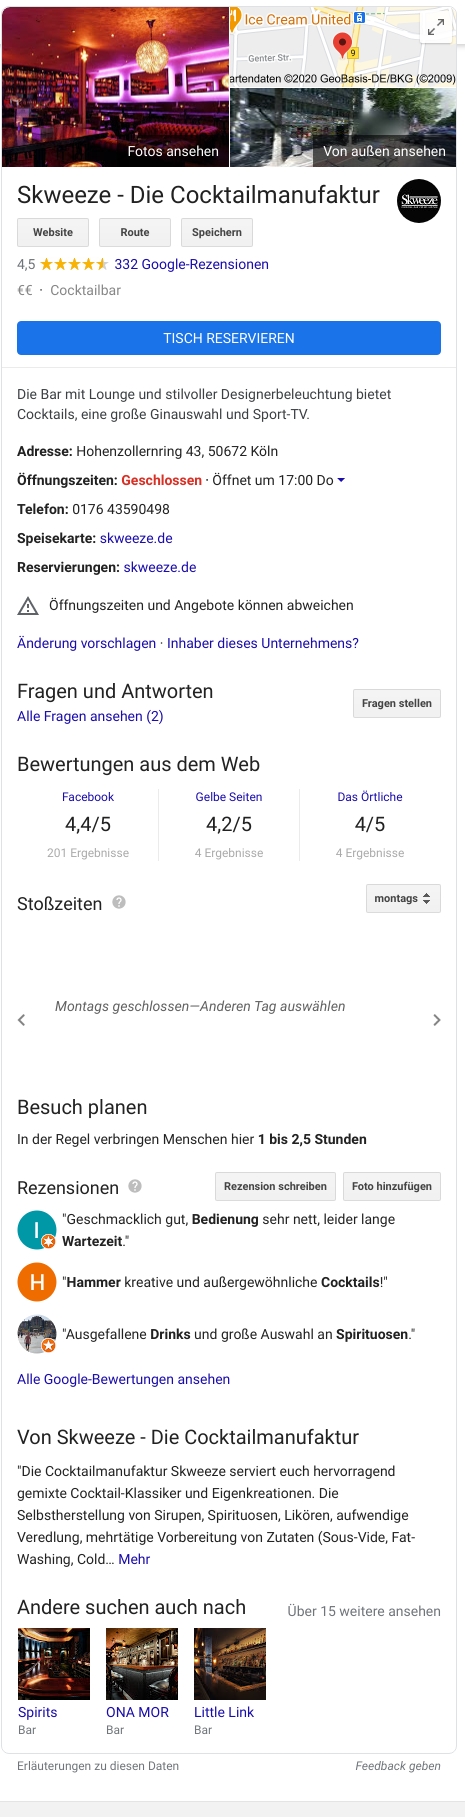 Ice Cream United
Genter Str.
9
artendaten ©2020 GeoBasis-DE/BKG (©2009)
Fotos ansehen
Von außen ansehen
Skweeze - Die Cocktailmanufaktur
Skweeze
Website
Route
Speichern
4,5 332 Google-Rezensionen
€€ · Cocktailbar
TISCH RESERVIEREN
Die Bar mit Lounge und stilvoller Designerbeleuchtung bietet
Cocktails, eine große Ginauswahl und Sport-TV.
Adresse: Hohenzollernring 43, 50672 Köln
Öffnungszeiten: Geschlossen · Öffnet um 17:00 Do
Telefon: 0176 43590498
Speisekarte: skweeze.de
Reservierungen: skweeze.de
Öffnungszeiten und Angebote können abweichen
Änderung vorschlagen · Inhaber dieses Unternehmens?
Fragen und Antworten
Alle Fragen ansehen (2)
Fragen stellen
Bewertungen aus dem Web
Facebook
4,4/5
201 Ergebnisse
Gelbe Seiten
4,2/5
4 Ergebnisse
Das Örtliche
4/5
4 Ergebnisse
Stoßzeiten ?
montags
Montags geschlossen—Anderen Tag auswählen
Besuch planen
In der Regel verbringen Menschen hier 1 bis 2,5 Stunden
Rezensionen ?
Rezension schreiben
Foto hinzufügen
I
"Geschmacklich gut, Bedienung sehr nett, leider lange
Wartezeit."
H
"Hammer kreative und außergewöhnliche Cocktails!"
"Ausgefallene Drinks und große Auswahl an Spirituosen."
Alle Google-Bewertungen ansehen
Von Skweeze - Die Cocktailmanufaktur
"Die Cocktailmanufaktur Skweeze serviert euch hervorragend
gemixte Cocktail-Klassiker und Eigenkreationen. Die
Selbstherstellung von Sirupen, Spirituosen, Likören, aufwendige
Veredlung, mehrtätige Vorbereitung von Zutaten (Sous-Vide, Fat-
Washing, Cold… Mehr
Andere suchen auch nach
Über 15 weitere ansehen
Spirits
Bar
ONA MOR
Bar
Little Link
Bar
Erläuterungen zu diesen Daten
Feedback geben